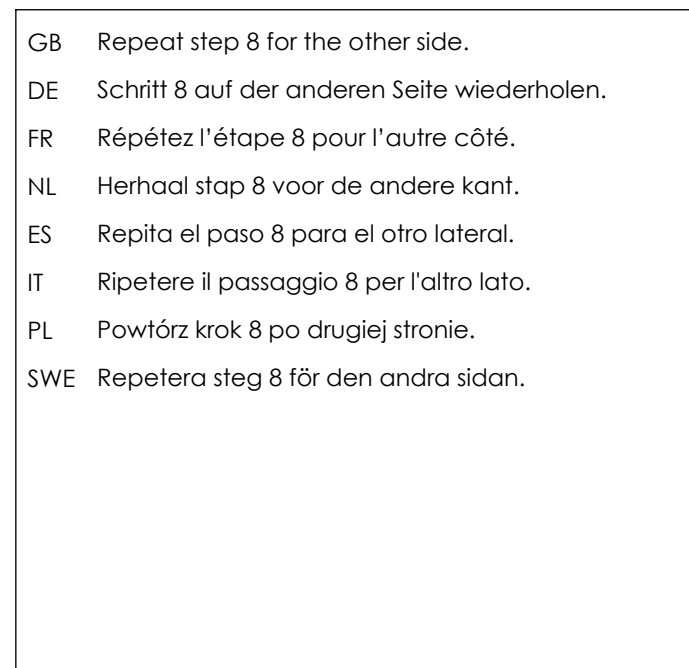 GB Repeat step 8 for the other side.
DE Schritt 8 auf der anderen Seite wiederholen.
FR Répétez l’étape 8 pour l’autre côté.
NL Herhaal stap 8 voor de andere kant.
ES Repita el paso 8 para el otro lateral.
IT Ripetere il passaggio 8 per l'altro lato.
PL Powtórz krok 8 po drugiej stronie.
SWE Repetera steg 8 för den andra sidan.